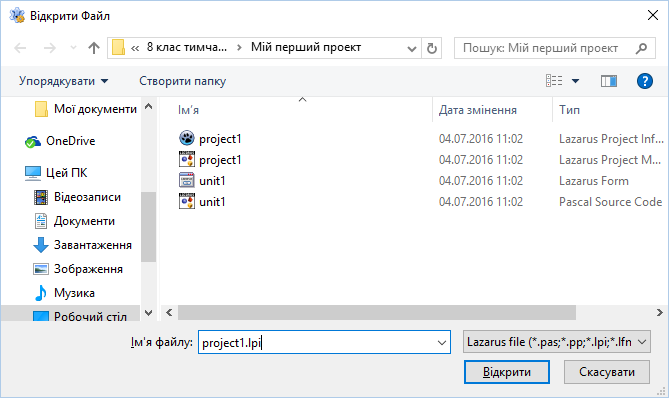 Відкрити Файл
« 8 клас тимча... › Мій перший проект
Пошук: Мій перший проект
Упорядкувати
Створити папку
Ім'я
Дата змінення
Тип
Мої документи
OneDrive
Цей ПК
Відеозаписи
Документи
Завантаження
Зображення
Музика
Робочий стіл
project1 04.07.2016 11:02 Lazarus Project Inf...
project1 04.07.2016 11:02 Lazarus Project M...
unit1 04.07.2016 11:02 Lazarus Form
unit1 04.07.2016 11:02 Pascal Source Code
Ім'я файлу: project1.lpi
Lazarus file (*.pas;*.pp;*.lpi;*.lfn
Відкрити
Скасувати